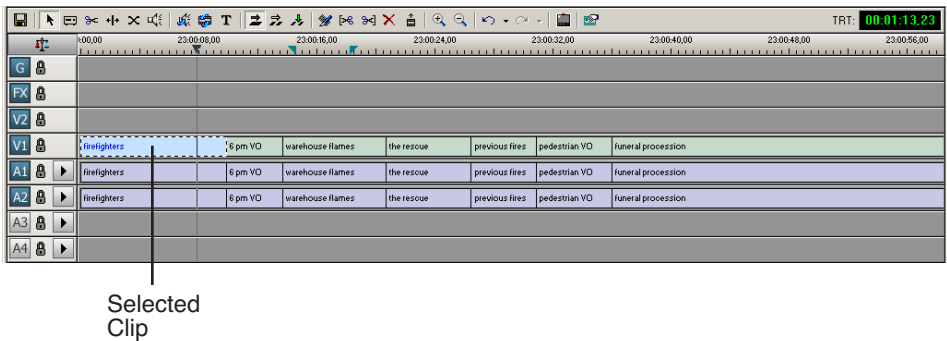 T TRT: 00:01:13,23
:00,00 23:00:08,00 23:00:16,00 23:00:24,00 23:00:32,00 23:00:40,00 23:00:48,00 23:00:56,00
G
FX
V2
V1 firefighters 6 pm VO warehouse flames the rescue previous fires pedestrian VO funeral procession
A1 firefighters 6 pm VO warehouse flames the rescue previous fires pedestrian VO funeral procession
A2 firefighters 6 pm VO warehouse flames the rescue previous fires pedestrian VO funeral procession
A3
A4
Selected
Clip